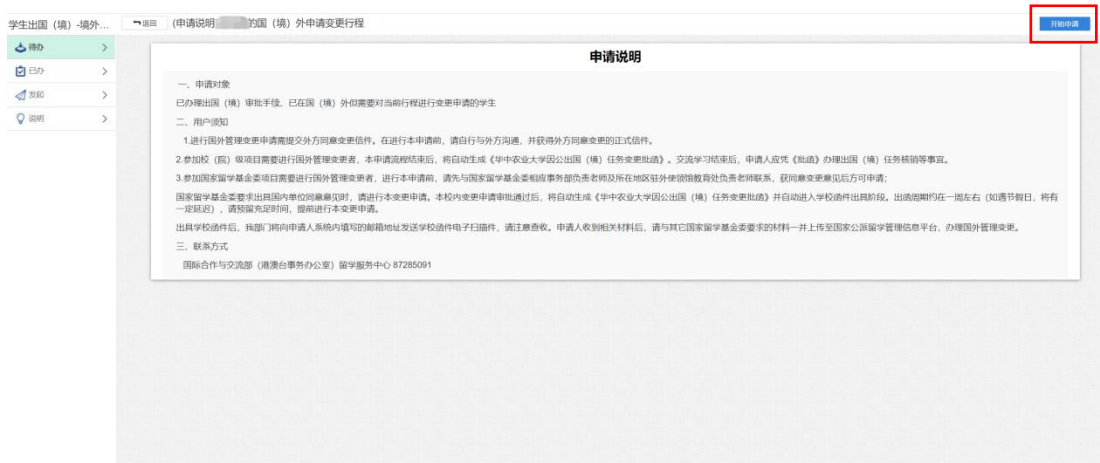 学生出国（境）-境外...
返回
(申请说明
的国（境）外申请变更行程
开始申请
待办
已办
发起
说明
申请说明
一、申请对象
已办理出国（境）审批手续，已在国（境）外但需要对当前行程进行变更申请的学生
二、用户须知
1.进行国外管理变更申请需提交外方同意变更信件。在进行本申请前，请自行与外方沟通，并获得外方同意变更的正式信件。
2.参加校（院）级项目需要进行国外管理变更者，本申请流程结束后，将自动生成《华中农业大学因公出国（境）任务变更批函》。交流学习结束后，申请人应凭《批函》办理出国（境）任务核销等事宜。
3.参加国家留学基金委项目需要进行国外管理变更者，进行本申请前，请先与国家留学基金委相应事务部负责老师及所在地区驻外使领馆教育处负责老师联系，获同意变更意见后方可申请；
国家留学基金委要求出具国内单位同意意见时，请进行本变更申请。本校内变更申请审批通过后，将自动生成《华中农业大学因公出国（境）任务变更批函》并自动进入学校函件出具阶段。出函周期约在一周左右（如遇节假日，将有
一定延迟），请预留充足时间，提前进行本变更申请。
出具学校函件后，我部门将向申请人系统内填写的邮箱地址发送学校函件电子扫描件，请注意查收。申请人收到相关材料后，请与其它国家留学基金委要求的材料一并上传至国家公派留学管理信息平台，办理国外管理变更。
三、联系方式
国际合作与交流部（港澳台事务办公室）留学服务中心 87285091